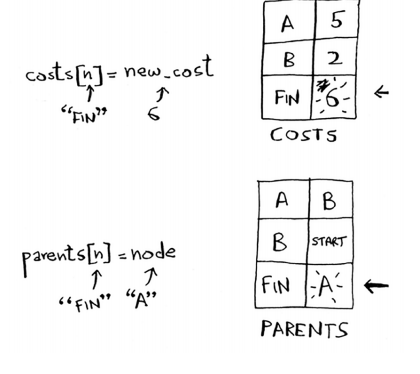 costs[n] = new_cost
"FIN" 6
A 5
B 2
FIN 6
COSTS
parents[n] = node
"FIN" "A"
A B
B START
FIN A
PARENTS